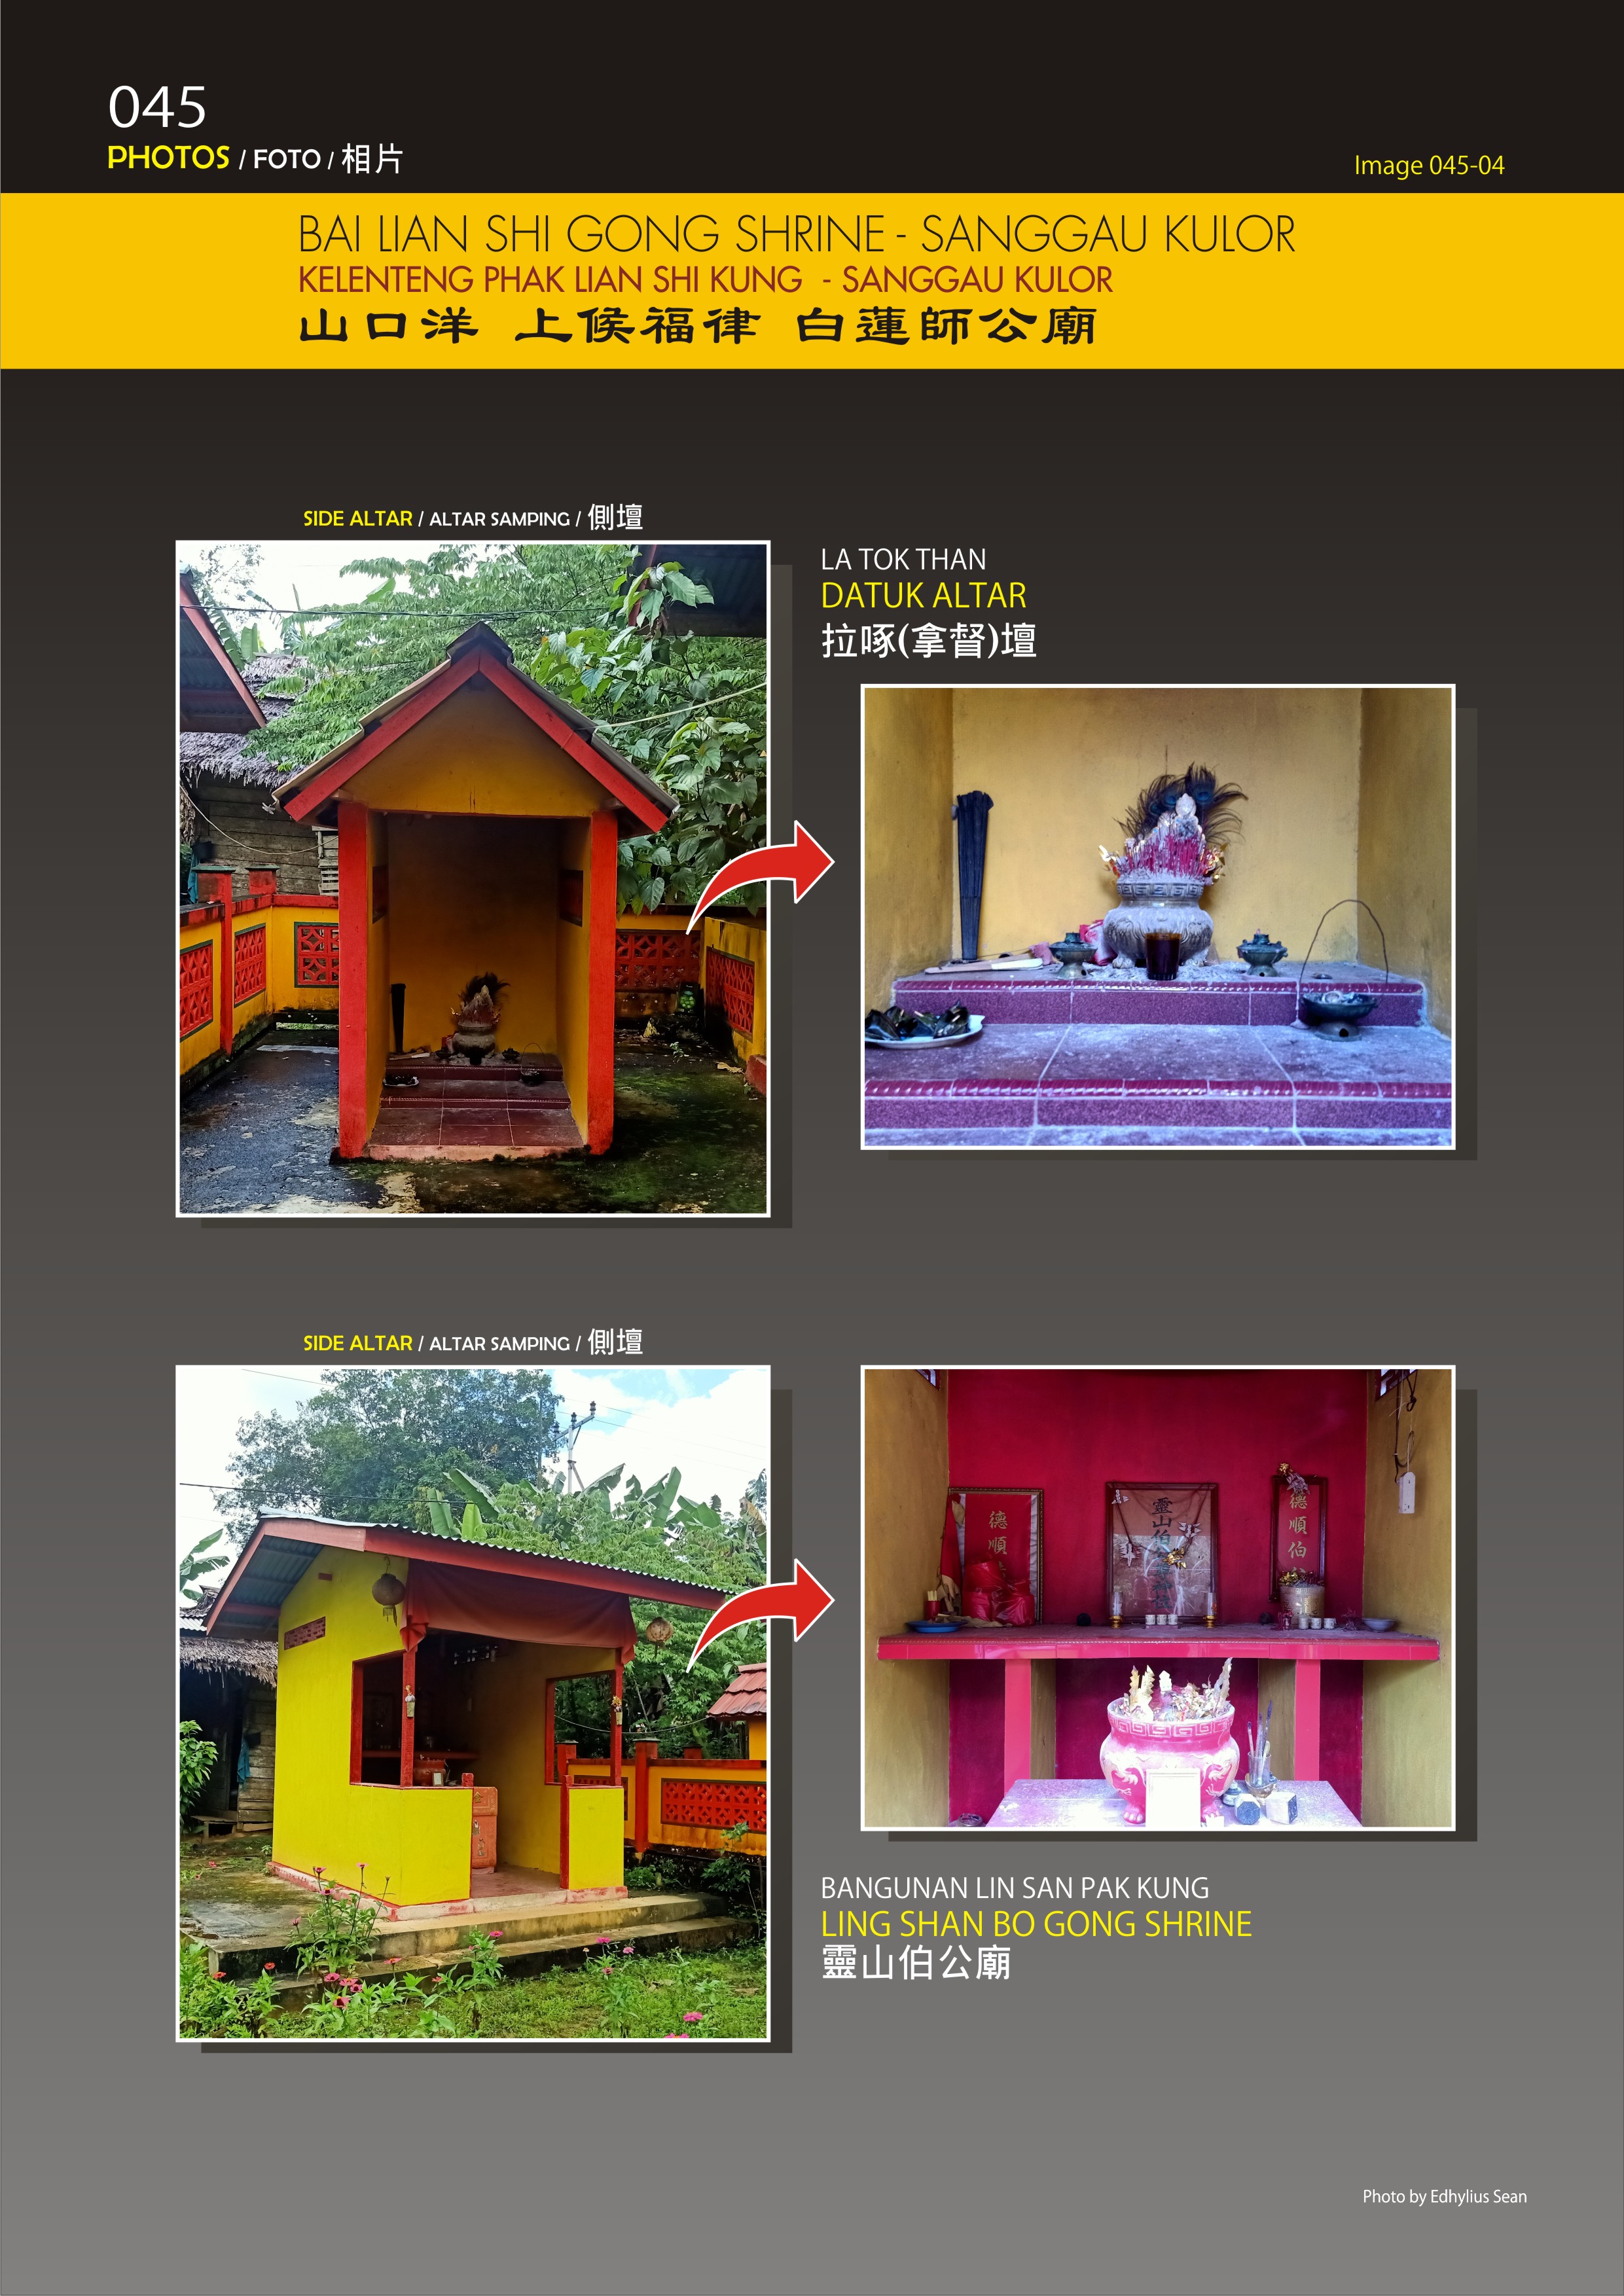 045
PHOTOS / FOTO / 相片
Image 045-04
BAI LIAN SHI GONG SHRINE - SANGGAU KULOR
KELENTENG PHAK LIAN SHI KUNG - SANGGAU KULOR
山口洋 上候福律 白蓮師公廟
SIDE ALTAR / ALTAR SAMPING / 側壇
LA TOK THAN
DATUK ALTAR
拉啄(拿督)壇
SIDE ALTAR / ALTAR SAMPING / 側壇
德順
靈山伯
德順伯
BANGUNAN LIN SAN PAK KUNG
LING SHAN BO GONG SHRINE
靈山伯公廟
Photo by Edhylius Sean